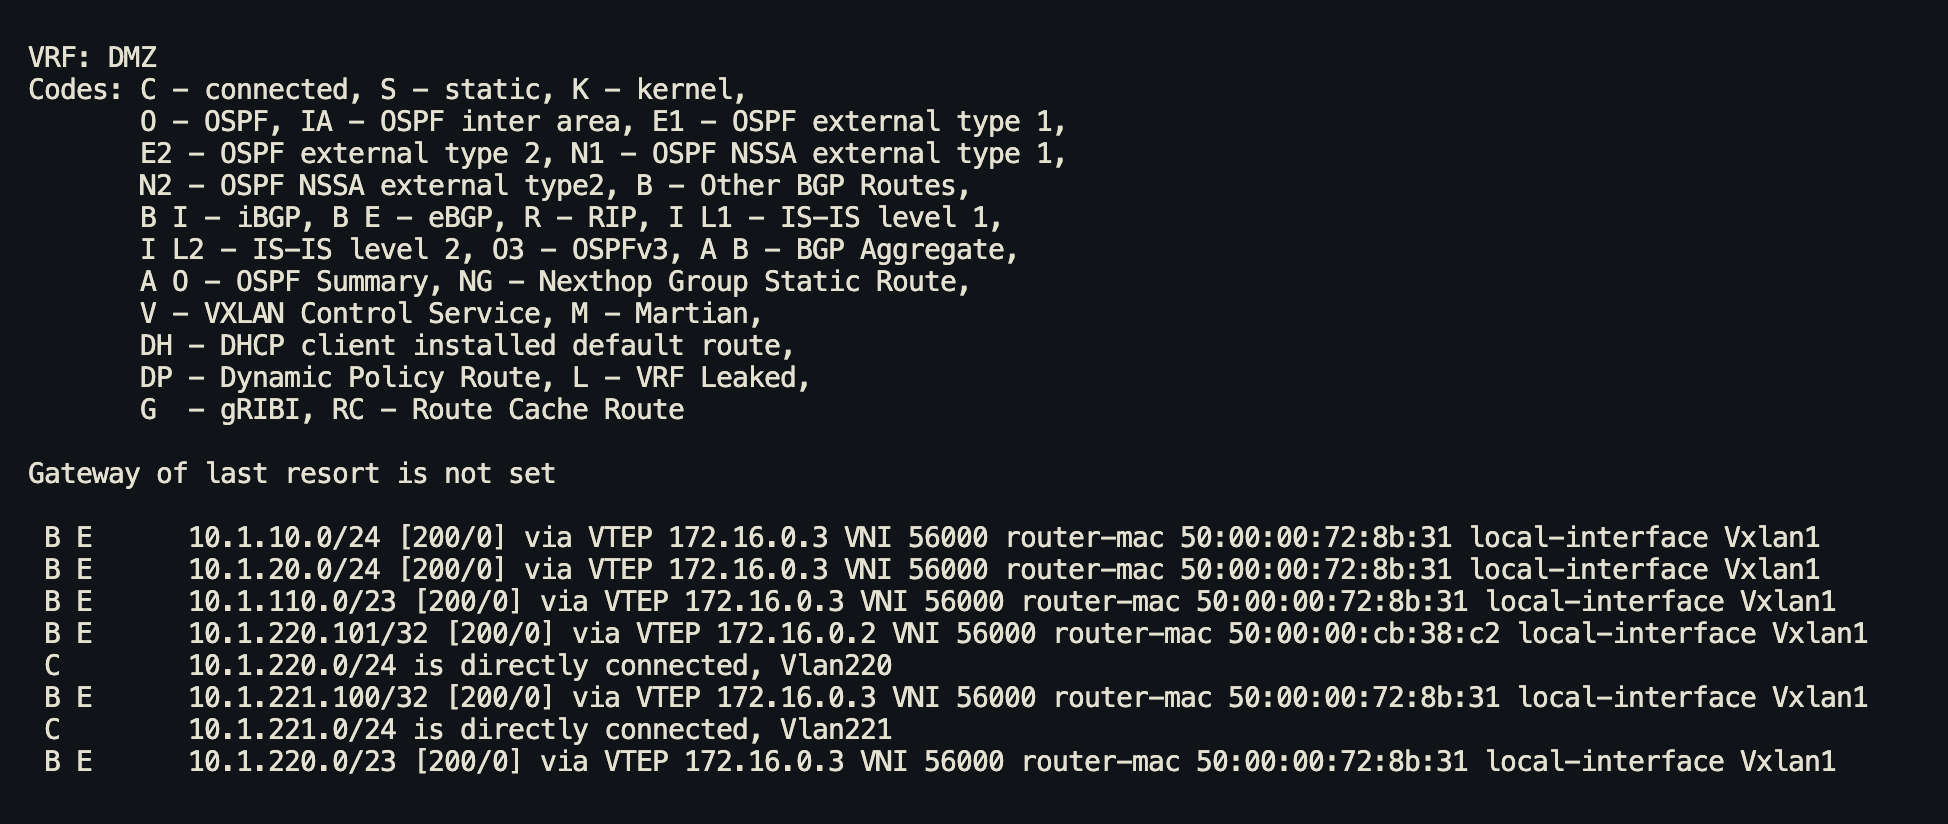 VRF: DMZ
Codes: C - connected, S - static, K - kernel,
       O - OSPF, IA - OSPF inter area, E1 - OSPF external type 1,
       E2 - OSPF external type 2, N1 - OSPF NSSA external type 1,
       N2 - OSPF NSSA external type2, B - Other BGP Routes,
       B I - iBGP, B E - eBGP, R - RIP, I L1 - IS-IS level 1,
       I L2 - IS-IS level 2, O3 - OSPFv3, A B - BGP Aggregate,
       A O - OSPF Summary, NG - Nexthop Group Static Route,
       V - VXLAN Control Service, M - Martian,
       DH - DHCP client installed default route,
       DP - Dynamic Policy Route, L - VRF Leaked,
       G  - gRIBI, RC - Route Cache Route

Gateway of last resort is not set

 B E      10.1.10.0/24 [200/0] via VTEP 172.16.0.3 VNI 56000 router-mac 50:00:00:72:8b:31 local-interface Vxlan1
 B E      10.1.20.0/24 [200/0] via VTEP 172.16.0.3 VNI 56000 router-mac 50:00:00:72:8b:31 local-interface Vxlan1
 B E      10.1.110.0/23 [200/0] via VTEP 172.16.0.3 VNI 56000 router-mac 50:00:00:72:8b:31 local-interface Vxlan1
 B E      10.1.220.101/32 [200/0] via VTEP 172.16.0.2 VNI 56000 router-mac 50:00:00:cb:38:c2 local-interface Vxlan1
 C        10.1.220.0/24 is directly connected, Vlan220
 B E      10.1.221.100/32 [200/0] via VTEP 172.16.0.3 VNI 56000 router-mac 50:00:00:72:8b:31 local-interface Vxlan1
 C        10.1.221.0/24 is directly connected, Vlan221
 B E      10.1.220.0/23 [200/0] via VTEP 172.16.0.3 VNI 56000 router-mac 50:00:00:72:8b:31 local-interface Vxlan1